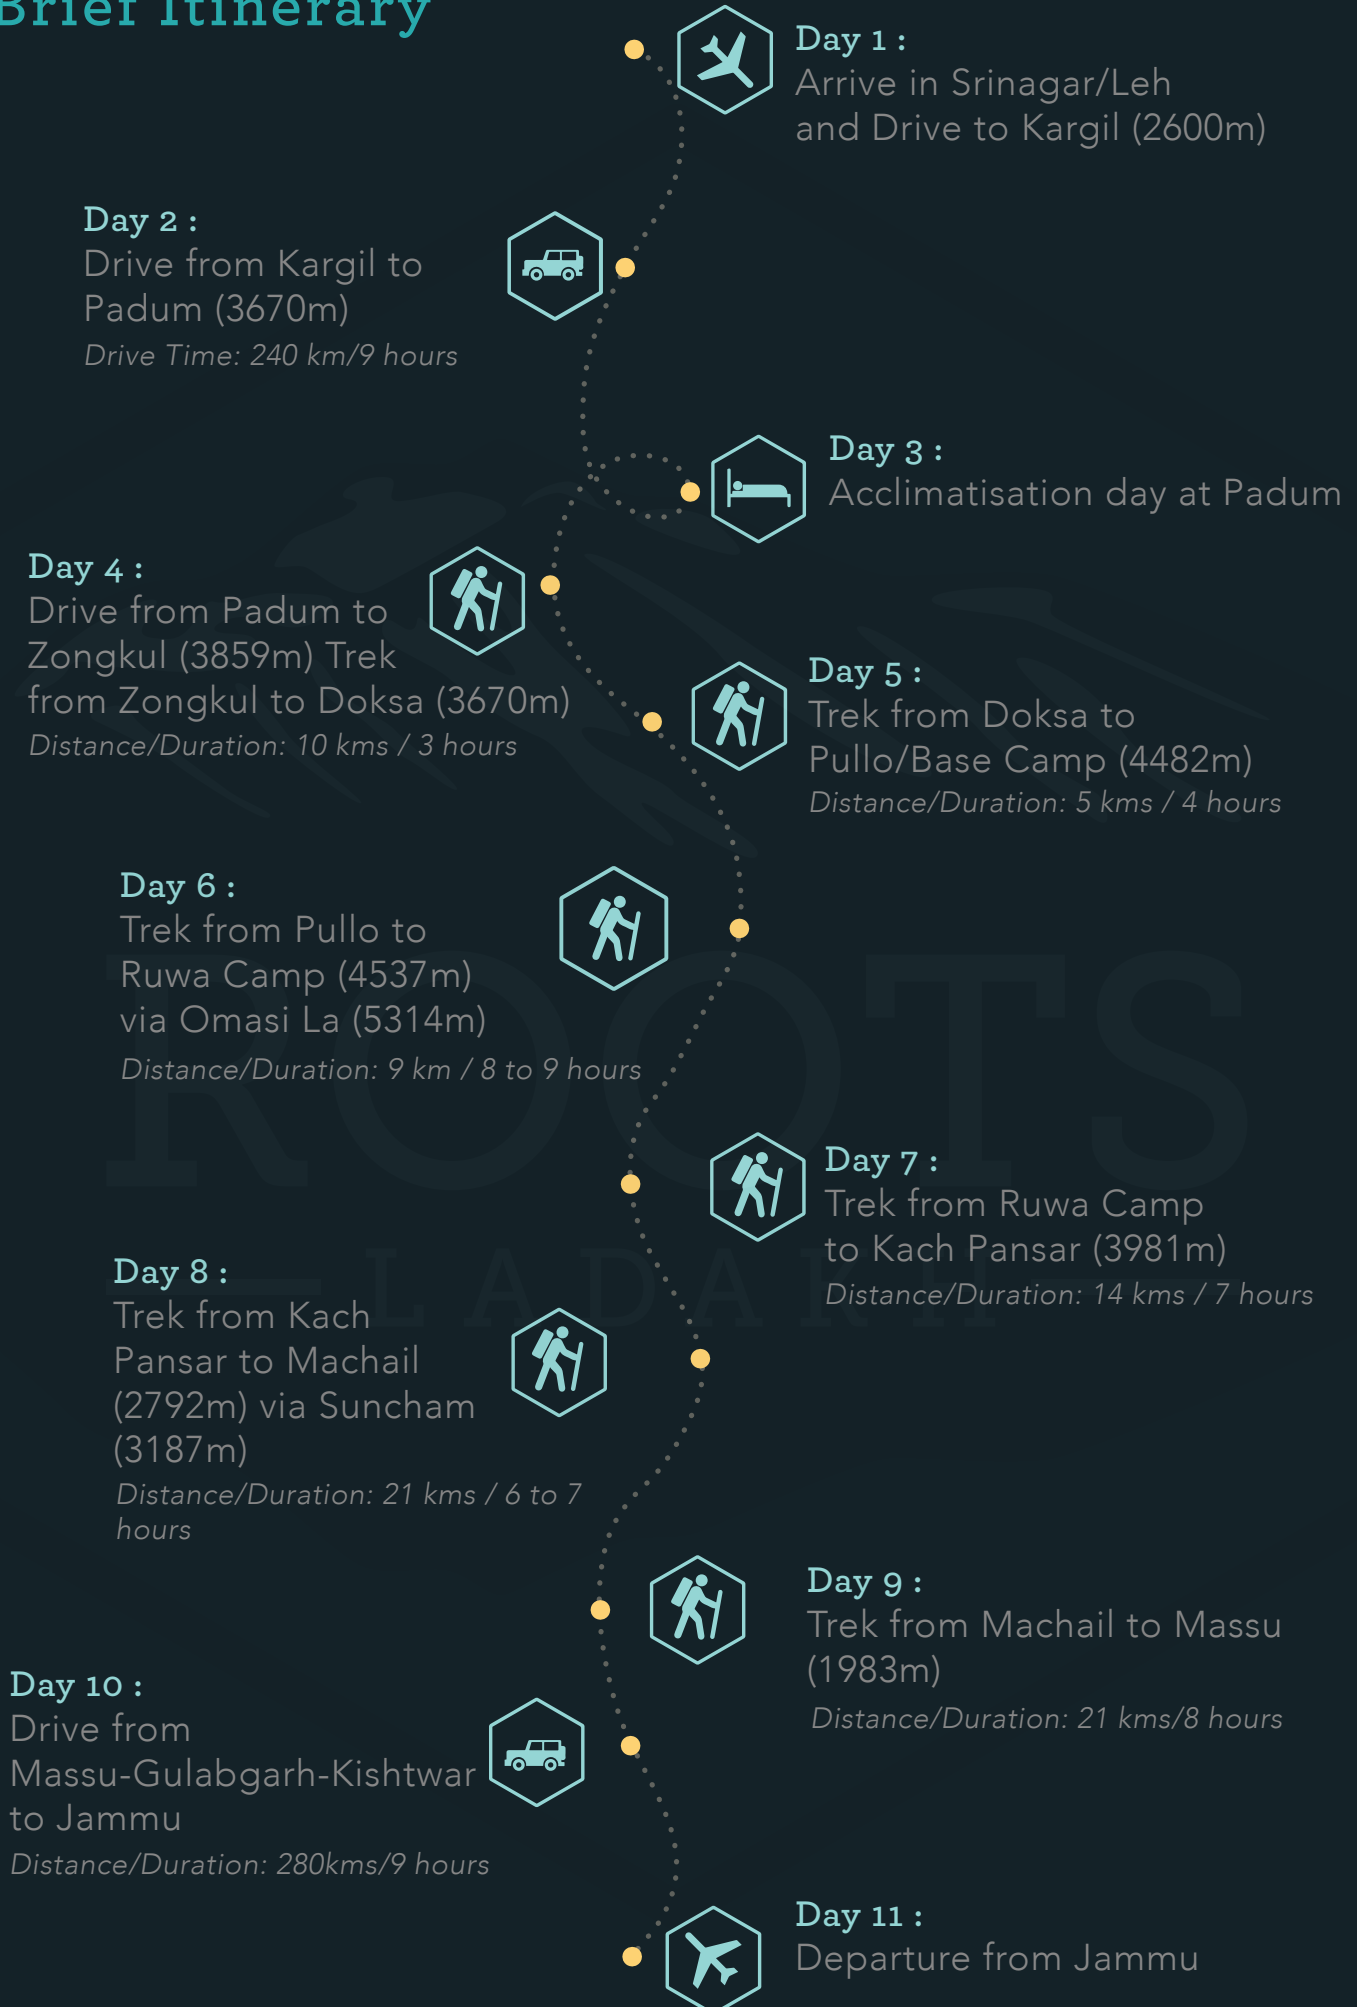 Brief Itinerary
Day 1 :
Arrive in Srinagar/Leh
and Drive to Kargil (2600m)
Day 2 :
Drive from Kargil to
Padum (3670m)
Drive Time: 240 km/9 hours
Day 3 :
Acclimatisation day at Padum
Day 4 :
Drive from Padum to
Zongkul (3859m) Trek
from Zongkul to Doksa (3670m)
Distance/Duration: 10 kms / 3 hours
Day 5 :
Trek from Doksa to
Pullo/Base Camp (4482m)
Distance/Duration: 5 kms / 4 hours
Day 6 :
Trek from Pullo to
Ruwa Camp (4537m)
via Omasi La (5314m)
Distance/Duration: 9 km / 8 to 9 hours
ROOTS
LADAKH
Day 7 :
Trek from Ruwa Camp
to Kach Pansar (3981m)
Distance/Duration: 14 kms / 7 hours
Day 8 :
Trek from Kach
Pansar to Machail
(2792m) via Suncham
(3187m)
Distance/Duration: 21 kms / 6 to 7
hours
Day 9 :
Trek from Machail to Massu
(1983m)
Distance/Duration: 21 kms/8 hours
Day 10 :
Drive from
Massu-Gulabgarh-Kishtwar
to Jammu
Distance/Duration: 280kms/9 hours
Day 11 :
Departure from Jammu